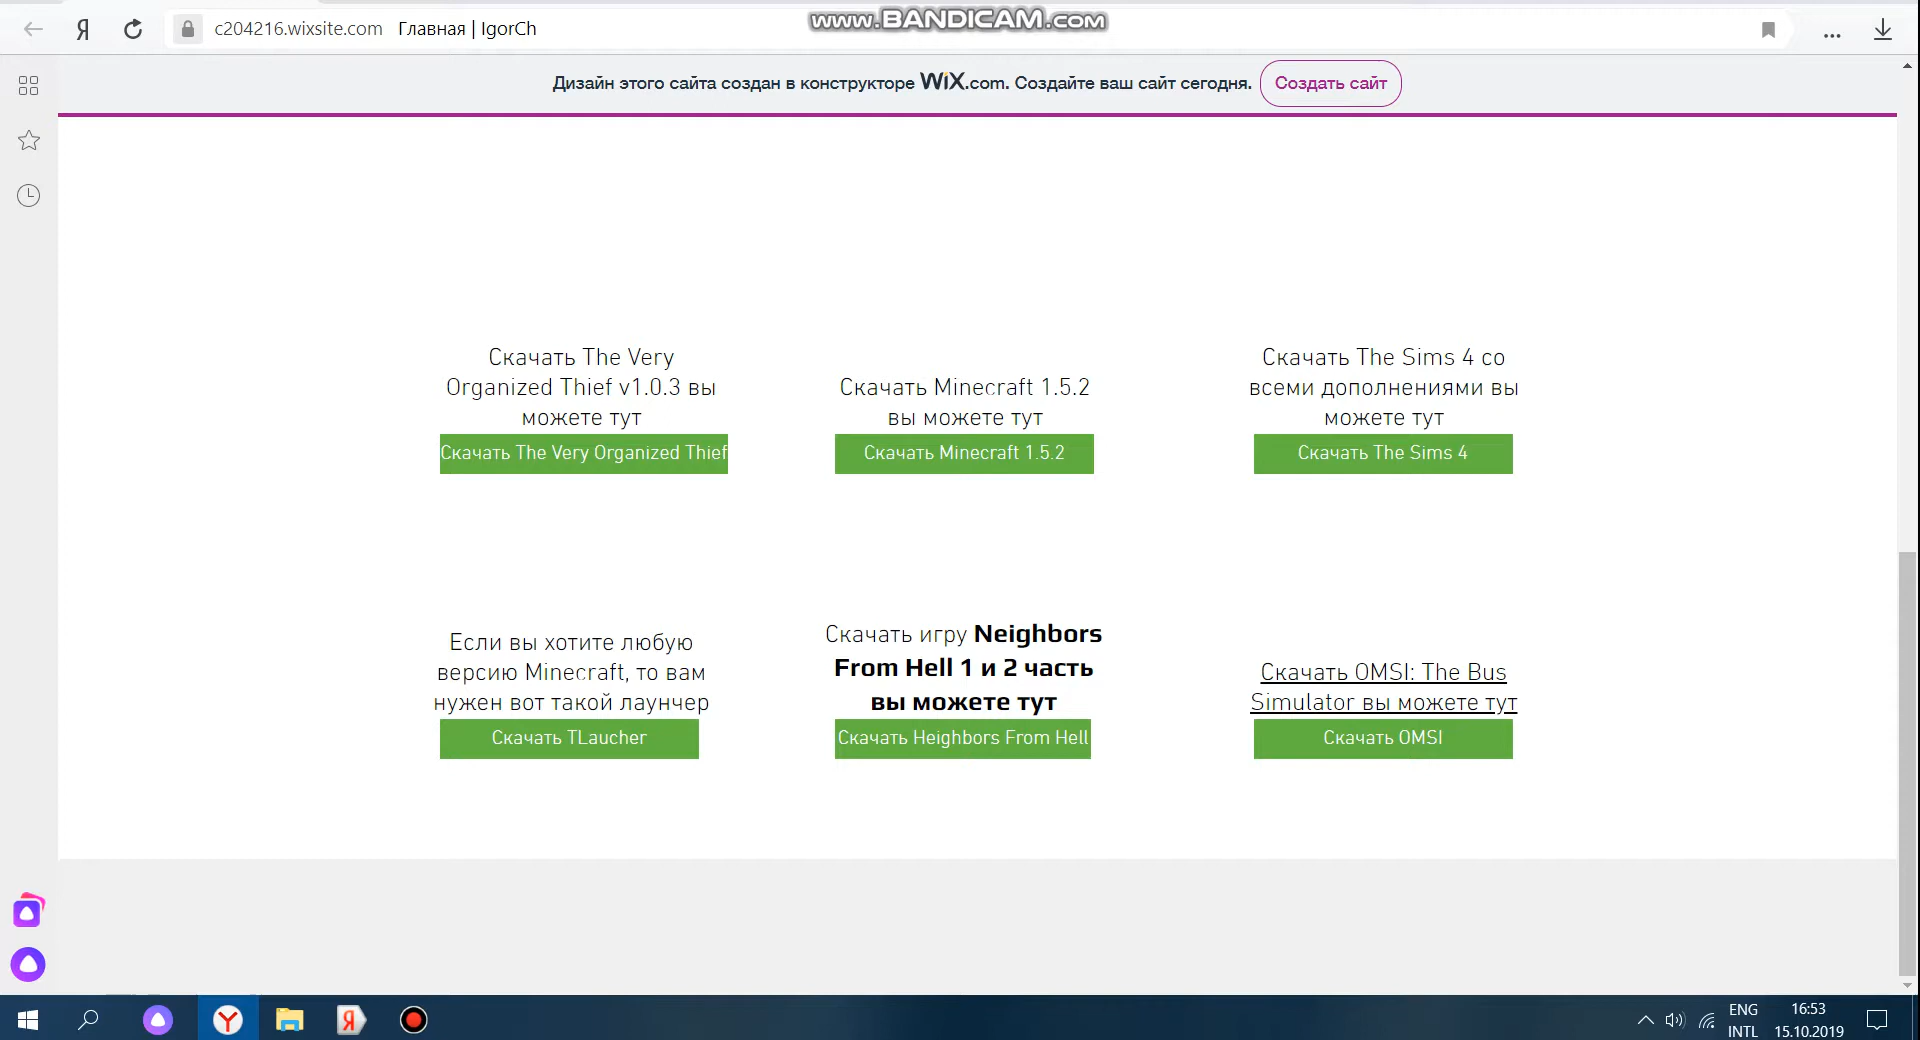 www.BANDICAM.com
Я
c204216.wixsite.com Главная | IgorCh
Дизайн этого сайта создан в конструкторе WiX.com. Создайте ваш сайт сегодня. Создать сайт
Скачать The Very
Organized Thief v1.0.3 вы
можете тут
Скачать The Very Organized Thief
Скачать Minecraft 1.5.2
вы можете тут
Скачать Minecraft 1.5.2
Скачать The Sims 4 со
всеми дополнениями вы
можете тут
Скачать The Sims 4
Если вы хотите любую
версию Minecraft, то вам
нужен вот такой лаунчер
Скачать TLaucher
Скачать игру Neighbors
From Hell 1 и 2 часть
вы можете тут
Скачать Heighbors From Hell
Скачать OMSI: The Bus
Simulator вы можете тут
Скачать OMSI
Я
ENG
INTL
16:53
15.10.2019